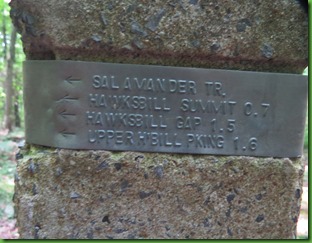 ← SALAMANDER TR.
← HAWKSBILL SUMMIT 0.7
← HAWKSBILL GAP 1.5
← UPPER H'BILL PKING 1.6